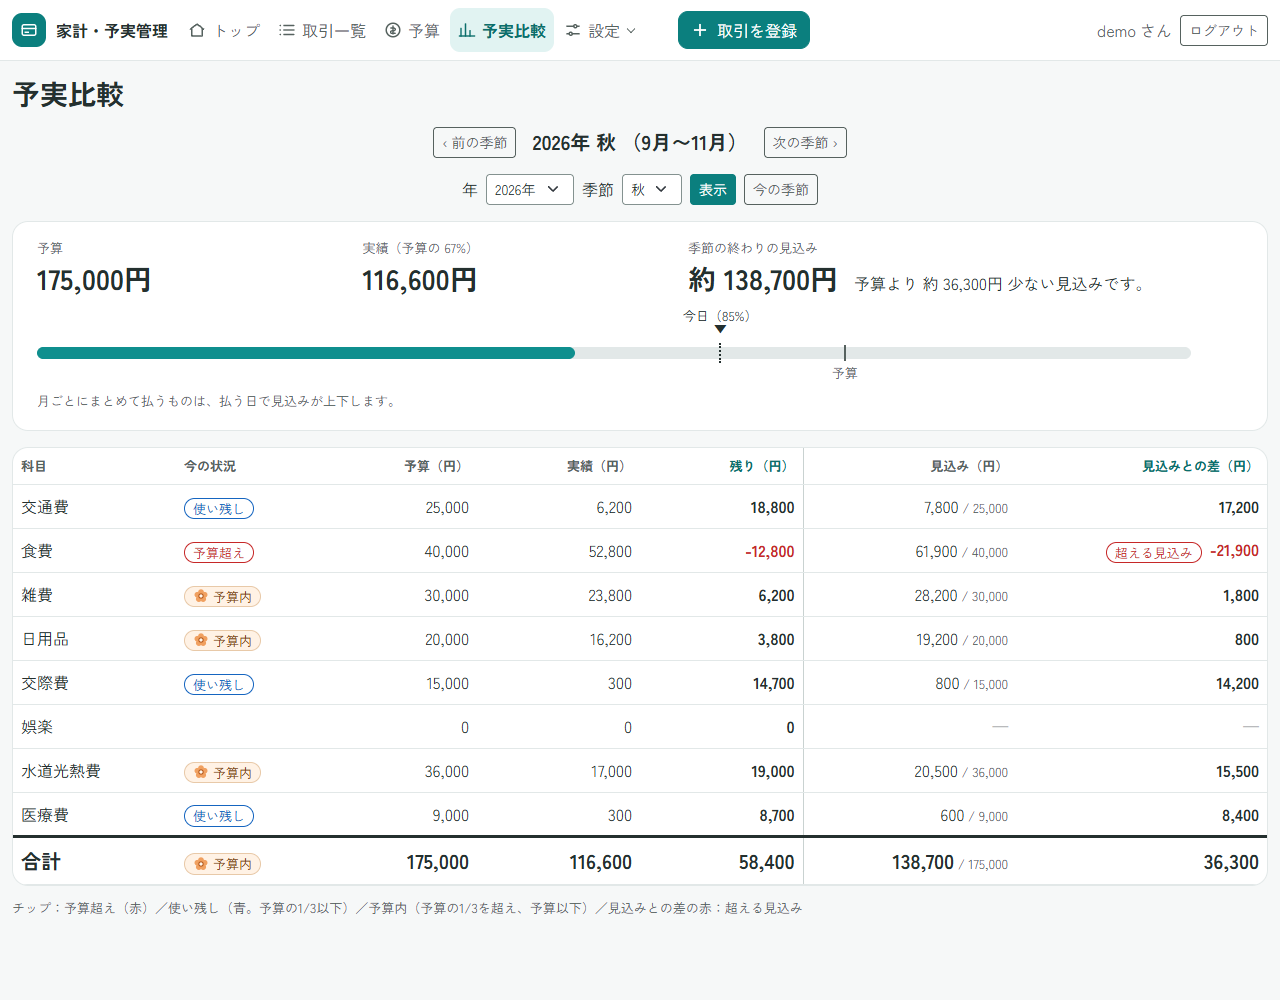 家計・予実管理 トップ 取引一覧 予算 予実比較 設定 取引を登録 demo さん ログアウト
予実比較
‹ 前の季節 2026年 秋 （9月〜11月） 次の季節 ›
年 2026年 季節 秋 表示 今の季節
予算 実績（予算の 67%） 季節の終わりの見込み
175,000円 116,600円 約 138,700円 予算より 約 36,300円 少ない見込みです。
今日（85%）
予算
月ごとにまとめて払うものは、払う日で見込みが上下します。
科目 今の状況 予算（円） 実績（円） 残り（円） 見込み（円） 見込みとの差（円）
交通費 使い残し 25,000 6,200 18,800 7,800 / 25,000 17,200
食費 予算超え 40,000 52,800 -12,800 61,900 / 40,000 超える見込み -21,900
雑費 予算内 30,000 23,800 6,200 28,200 / 30,000 1,800
日用品 予算内 20,000 16,200 3,800 19,200 / 20,000 800
交際費 使い残し 15,000 300 14,700 800 / 15,000 14,200
娯楽 0 0 0 — —
水道光熱費 予算内 36,000 17,000 19,000 20,500 / 36,000 15,500
医療費 使い残し 9,000 300 8,700 600 / 9,000 8,400
合計 予算内 175,000 116,600 58,400 138,700 / 175,000 36,300
チップ：予算超え（赤）／使い残し（青。予算の1/3以下）／予算内（予算の1/3を超え、予算以下）／見込みとの差の赤：超える見込み